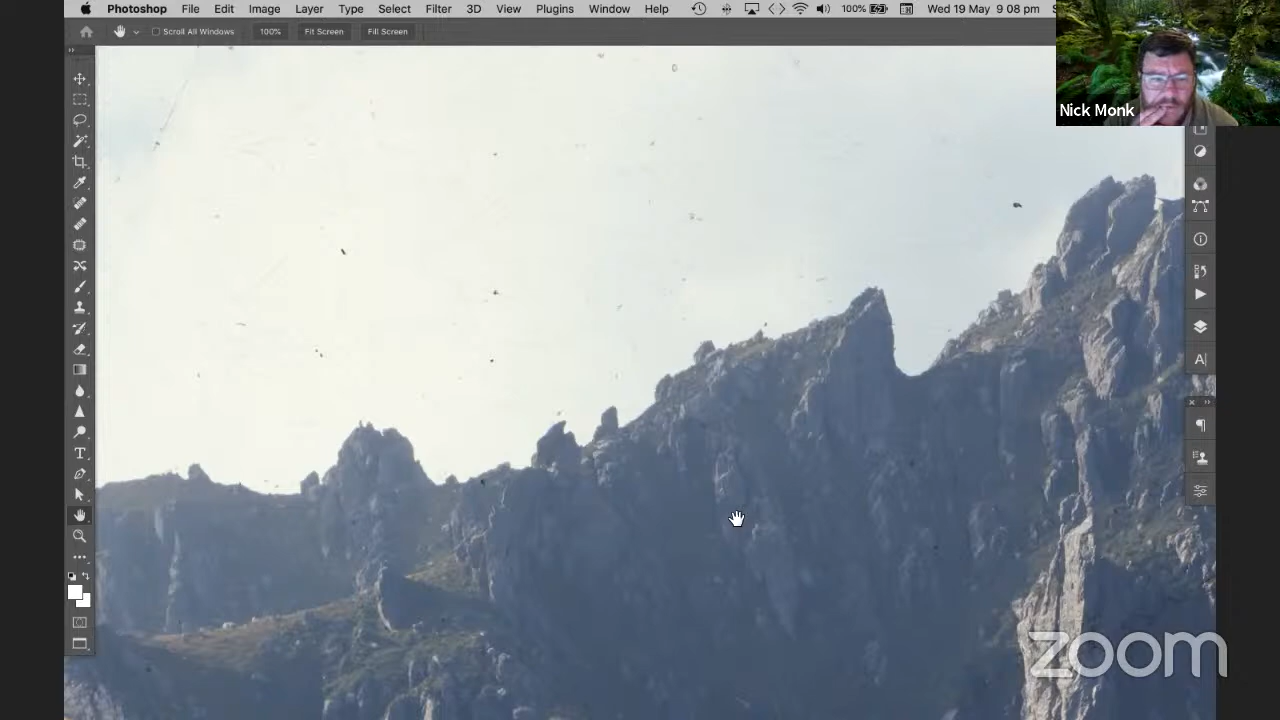 Photoshop File Edit Image Layer Type Select Filter 3D View Plugins Window Help 100% Wed 19 May 9:08 pm
Scroll All Windows 100% Fit Screen Fill Screen
Nick Monk
zoom